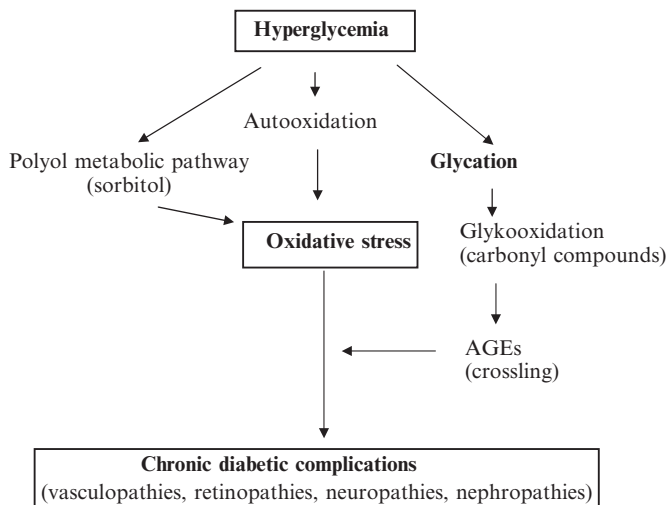 Hyperglycemia
Autooxidation
Polyol metabolic pathway
(sorbitol)
Glycation
Oxidative stress
Glykooxidation
(carbonyl compounds)
AGEs
(crossling)
Chronic diabetic complications
(vasculopathies, retinopathies, neuropathies, nephropathies)